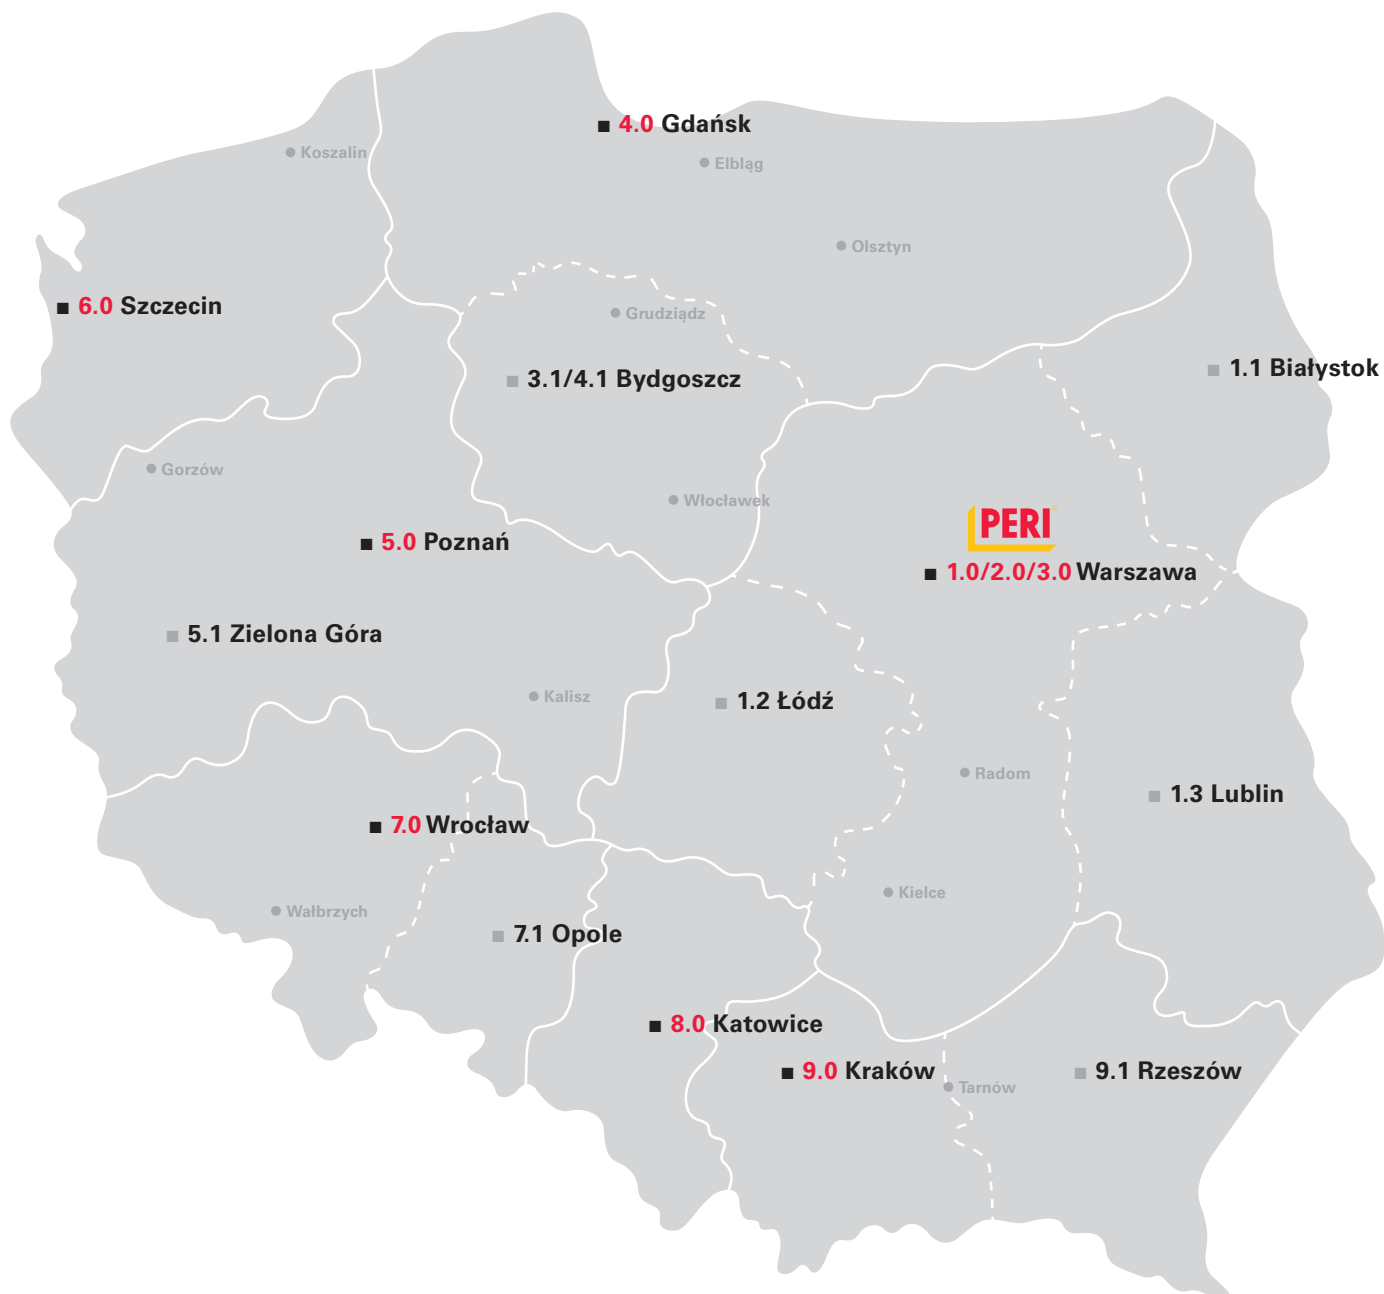 4.0 Gdańsk
Koszalin
Elbląg
Olsztyn
6.0 Szczecin
Grudziądz
1.1 Białystok
3.1/4.1 Bydgoszcz
Gorzów
Włocławek
PERI®
5.0 Poznań
1.0/2.0/3.0 Warszawa
5.1 Zielona Góra
Kalisz
1.2 Łódź
Radom
1.3 Lublin
7.0 Wrocław
Kielce
Wałbrzych
7.1 Opole
8.0 Katowice
9.0 Kraków
9.1 Rzeszów
Tarnów